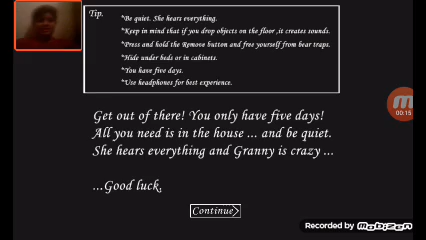 Tip.
*Be quiet. She hears everything.
*Keep in mind that if you drop objects on the floor ,it creates sounds.
*Press and hold the Remove button and free yourself from bear traps.
*Hide under beds or in cabinets.
*You have five days.
*Use headphones for best experience.
Get out of there! You only have five days!
All you need is in the house ... and be quiet.
She hears everything and Granny is crazy ...
...Good luck.
Continue
00:15
Recorded by mobizen